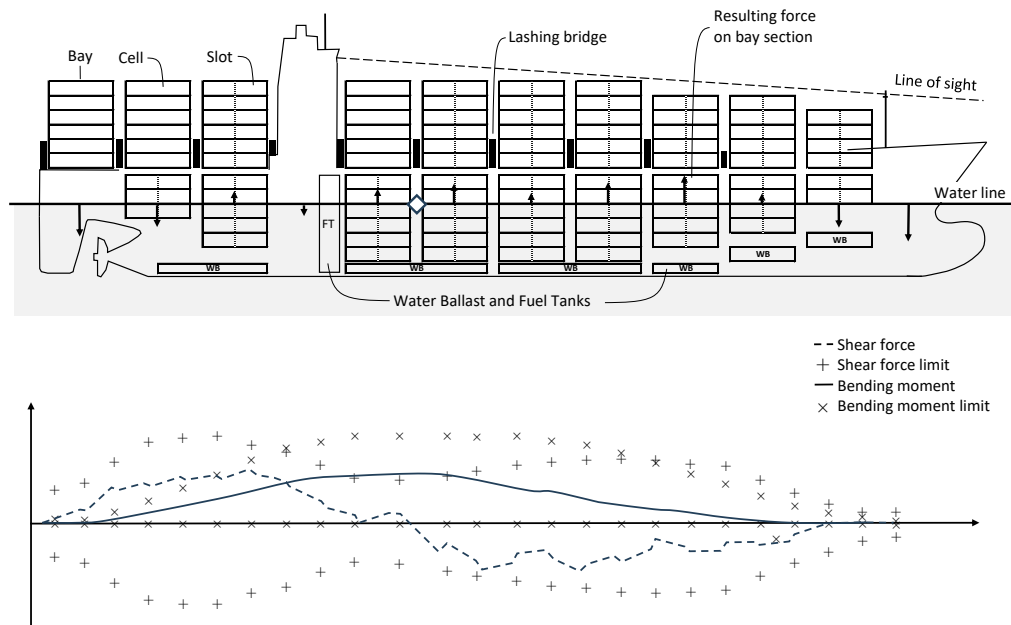 Bay
Cell
Slot
Lashing bridge
Resulting force
on bay section
Line of sight
Water line
FT
WB
WB
WB
WB
WB
WB
Water Ballast and Fuel Tanks
Shear force
Shear force limit
Bending moment
Bending moment limit